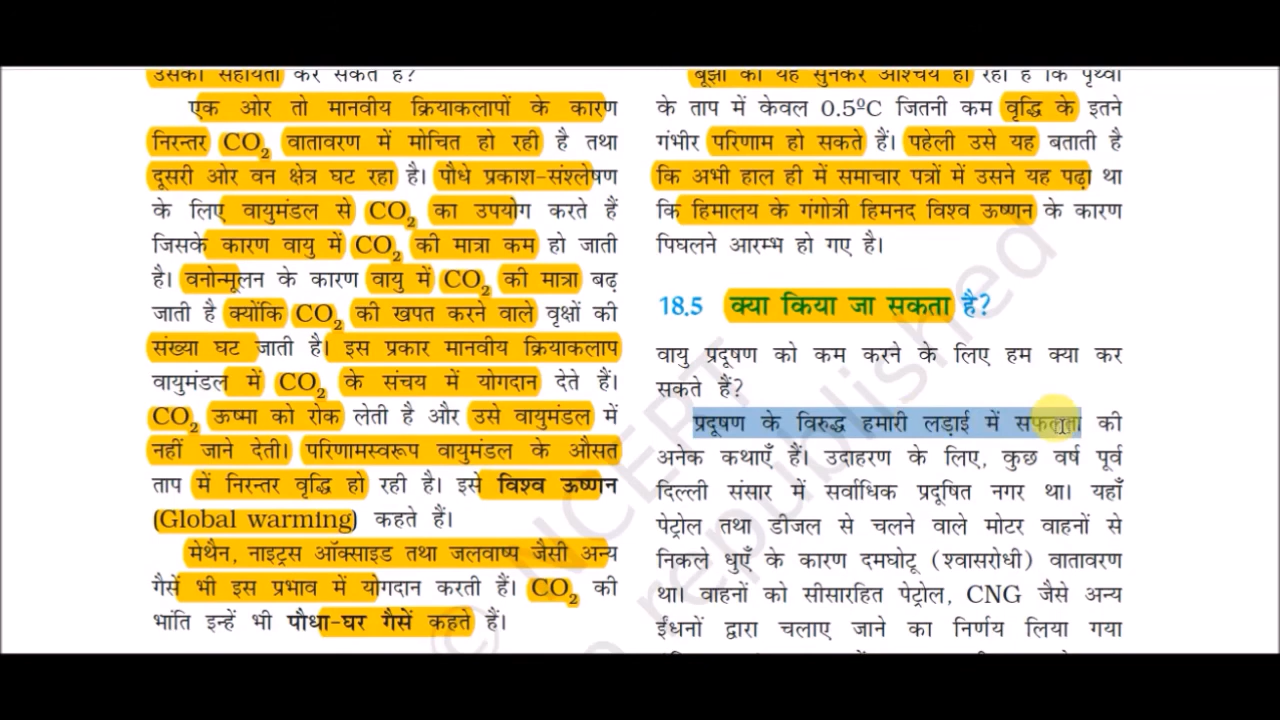 उसकी सहायता कर सकते हैं?
एक ओर तो मानवीय क्रियाकलापों के कारण
निरन्तर CO₂ वातावरण में मोचित हो रही है तथा
दूसरी ओर वन क्षेत्र घट रहा है। पौधे प्रकाश-संश्लेषण
के लिए वायुमंडल से CO₂ का उपयोग करते हैं
जिसके कारण वायु में CO₂ की मात्रा कम हो जाती
है। वनोन्मूलन के कारण वायु में CO₂ की मात्रा बढ़
जाती है क्योंकि CO₂ की खपत करने वाले वृक्षों की
संख्या घट जाती है। इस प्रकार मानवीय क्रियाकलाप
वायुमंडल में CO₂ के संचय में योगदान देते हैं।
CO₂ ऊष्मा को रोक लेती है और उसे वायुमंडल में
नहीं जाने देती। परिणामस्वरूप वायुमंडल के औसत
ताप में निरन्तर वृद्धि हो रही है। इसे विश्व ऊष्णन
(Global warming) कहते हैं।
मेथैन, नाइट्रस ऑक्साइड तथा जलवाष्प जैसी अन्य
गैसें भी इस प्रभाव में योगदान करती हैं। CO₂ की
भांति इन्हें भी पौधा-घर गैसें कहते हैं।
बूझो को यह सुनकर आश्चर्य हो रहा है कि पृथ्वी
के ताप में केवल 0.5ºC जितनी कम वृद्धि के इतने
गंभीर परिणाम हो सकते हैं। पहेली उसे यह बताती है
कि अभी हाल ही में समाचार पत्रों में उसने यह पढ़ा था
कि हिमालय के गंगोत्री हिमनद विश्व ऊष्णन के कारण
पिघलने आरम्भ हो गए है।
18.5 क्या किया जा सकता है?
वायु प्रदूषण को कम करने के लिए हम क्या कर
सकते हैं?
प्रदूषण के विरुद्ध हमारी लड़ाई में सफलता की
अनेक कथाएँ हैं। उदाहरण के लिए, कुछ वर्ष पूर्व
दिल्ली संसार में सर्वाधिक प्रदूषित नगर था। यहाँ
पेट्रोल तथा डीजल से चलने वाले मोटर वाहनों से
निकले धुएँ के कारण दमघोटू (श्वासरोधी) वातावरण
था। वाहनों को सीसारहित पेट्रोल, CNG जैसे अन्य
ईंधनों द्वारा चलाए जाने का निर्णय लिया गया
© NCERT
republished